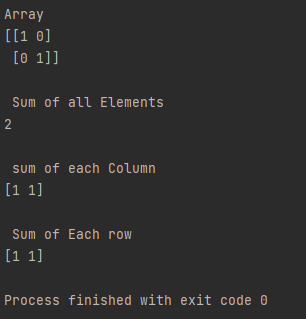 Array
[[1 0]
 [0 1]]
 Sum of all Elements
2
 sum of each Column
[1 1]
 Sum of Each row
[1 1]
Process finished with exit code 0